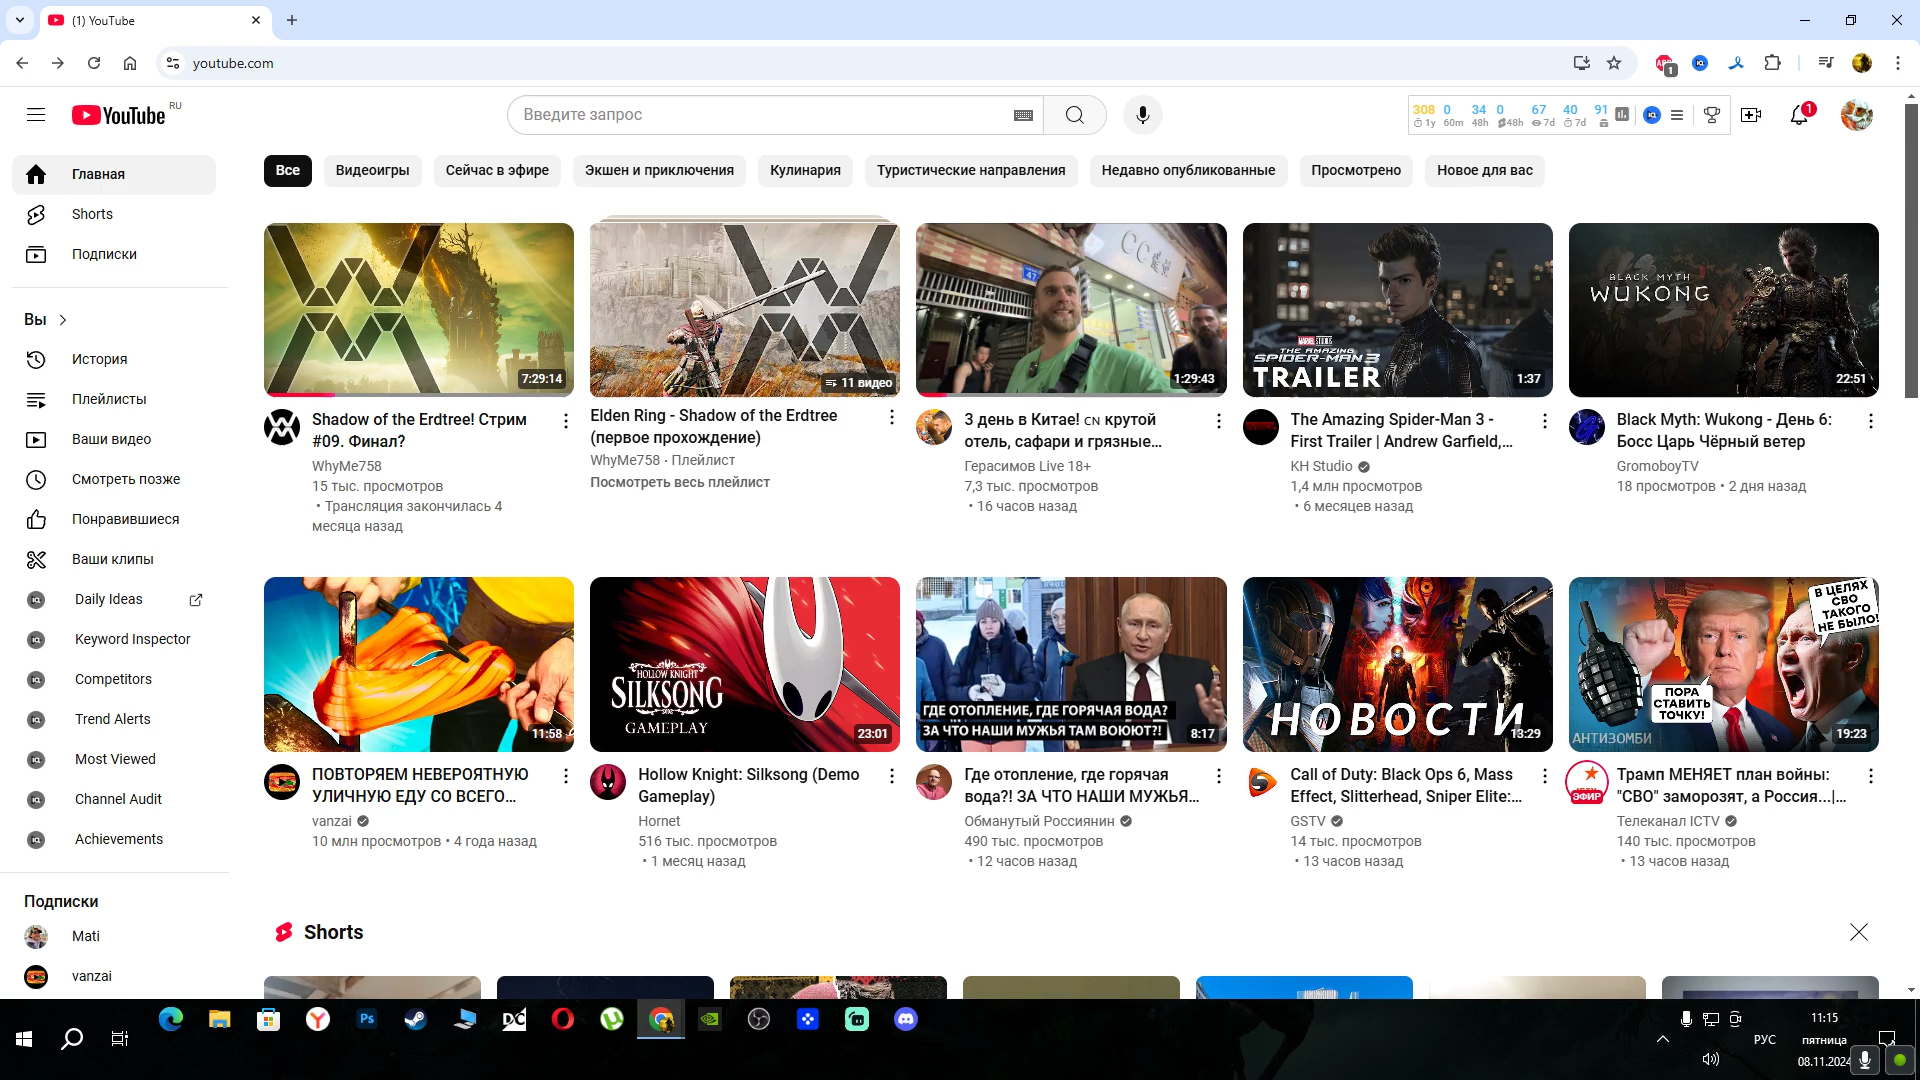 (1) YouTube
youtube.com
ABP
1
YouTube RU
Введите запрос
308 0 34 0 67 40 91
1y 60m 48h 48h 7d 7d
1
Главная
Shorts
Подписки
Вы
История
Плейлисты
Ваши видео
Смотреть позже
Понравившиеся
Ваши клипы
Daily Ideas
Keyword Inspector
Competitors
Trend Alerts
Most Viewed
Channel Audit
Achievements
Подписки
Mati
vanzai
Все
Видеоигры
Сейчас в эфире
Экшен и приключения
Кулинария
Туристические направления
Недавно опубликованные
Просмотрено
Новое для вас
7:29:14
Shadow of the Erdtree! Стрим
#09. Финал?
WhyMe758
15 тыс. просмотров
• Трансляция закончилась 4
месяца назад
11 видео
Elden Ring - Shadow of the Erdtree
(первое прохождение)
WhyMe758 · Плейлист
Посмотреть весь плейлист
47
CC
1:29:43
3 день в Китае! CN крутой
отель, сафари и грязные...
Герасимов Live 18+
7,3 тыс. просмотров
• 16 часов назад
MARVEL STUDIOS
THE AMAZING
SPIDER-MAN 3
TRAILER
1:37
The Amazing Spider-Man 3 -
First Trailer | Andrew Garfield,...
KH Studio
1,4 млн просмотров
• 6 месяцев назад
BLACK MYTH
WUKONG
22:51
Black Myth: Wukong - День 6:
Босс Царь Чёрный ветер
GromoboyTV
18 просмотров • 2 дня назад
11:58
ПОВТОРЯЕМ НЕВЕРОЯТНУЮ
УЛИЧНУЮ ЕДУ СО ВСЕГО...
vanzai
10 млн просмотров • 4 года назад
HOLLOW KNIGHT
SILKSONG
GAMEPLAY
23:01
Hollow Knight: Silksong (Demo
Gameplay)
Hornet
516 тыс. просмотров
• 1 месяц назад
ГДЕ ОТОПЛЕНИЕ, ГДЕ ГОРЯЧАЯ ВОДА?
ЗА ЧТО НАШИ МУЖЬЯ ТАМ ВОЮЮТ?!
8:17
Где отопление, где горячая
вода?! ЗА ЧТО НАШИ МУЖЬЯ...
Обманутый Россиянин
490 тыс. просмотров
• 12 часов назад
НОВОСТИ
13:29
Call of Duty: Black Ops 6, Mass
Effect, Slitterhead, Sniper Elite:...
GSTV
14 тыс. просмотров
• 13 часов назад
В ЦЕЛЯХ
СВО
ТАКОГО
НЕ БЫЛО!
ПОРА
СТАВИТЬ
ТОЧКУ!
АНТИЗОМБИ
19:23
ЭФИР
Трамп МЕНЯЕТ план войны:
"СВО" заморозят, а Россия...|...
Телеканал ICTV
140 тыс. просмотров
• 13 часов назад
Shorts
Ps
DC
РУС
11:15
пятница
08.11.2024